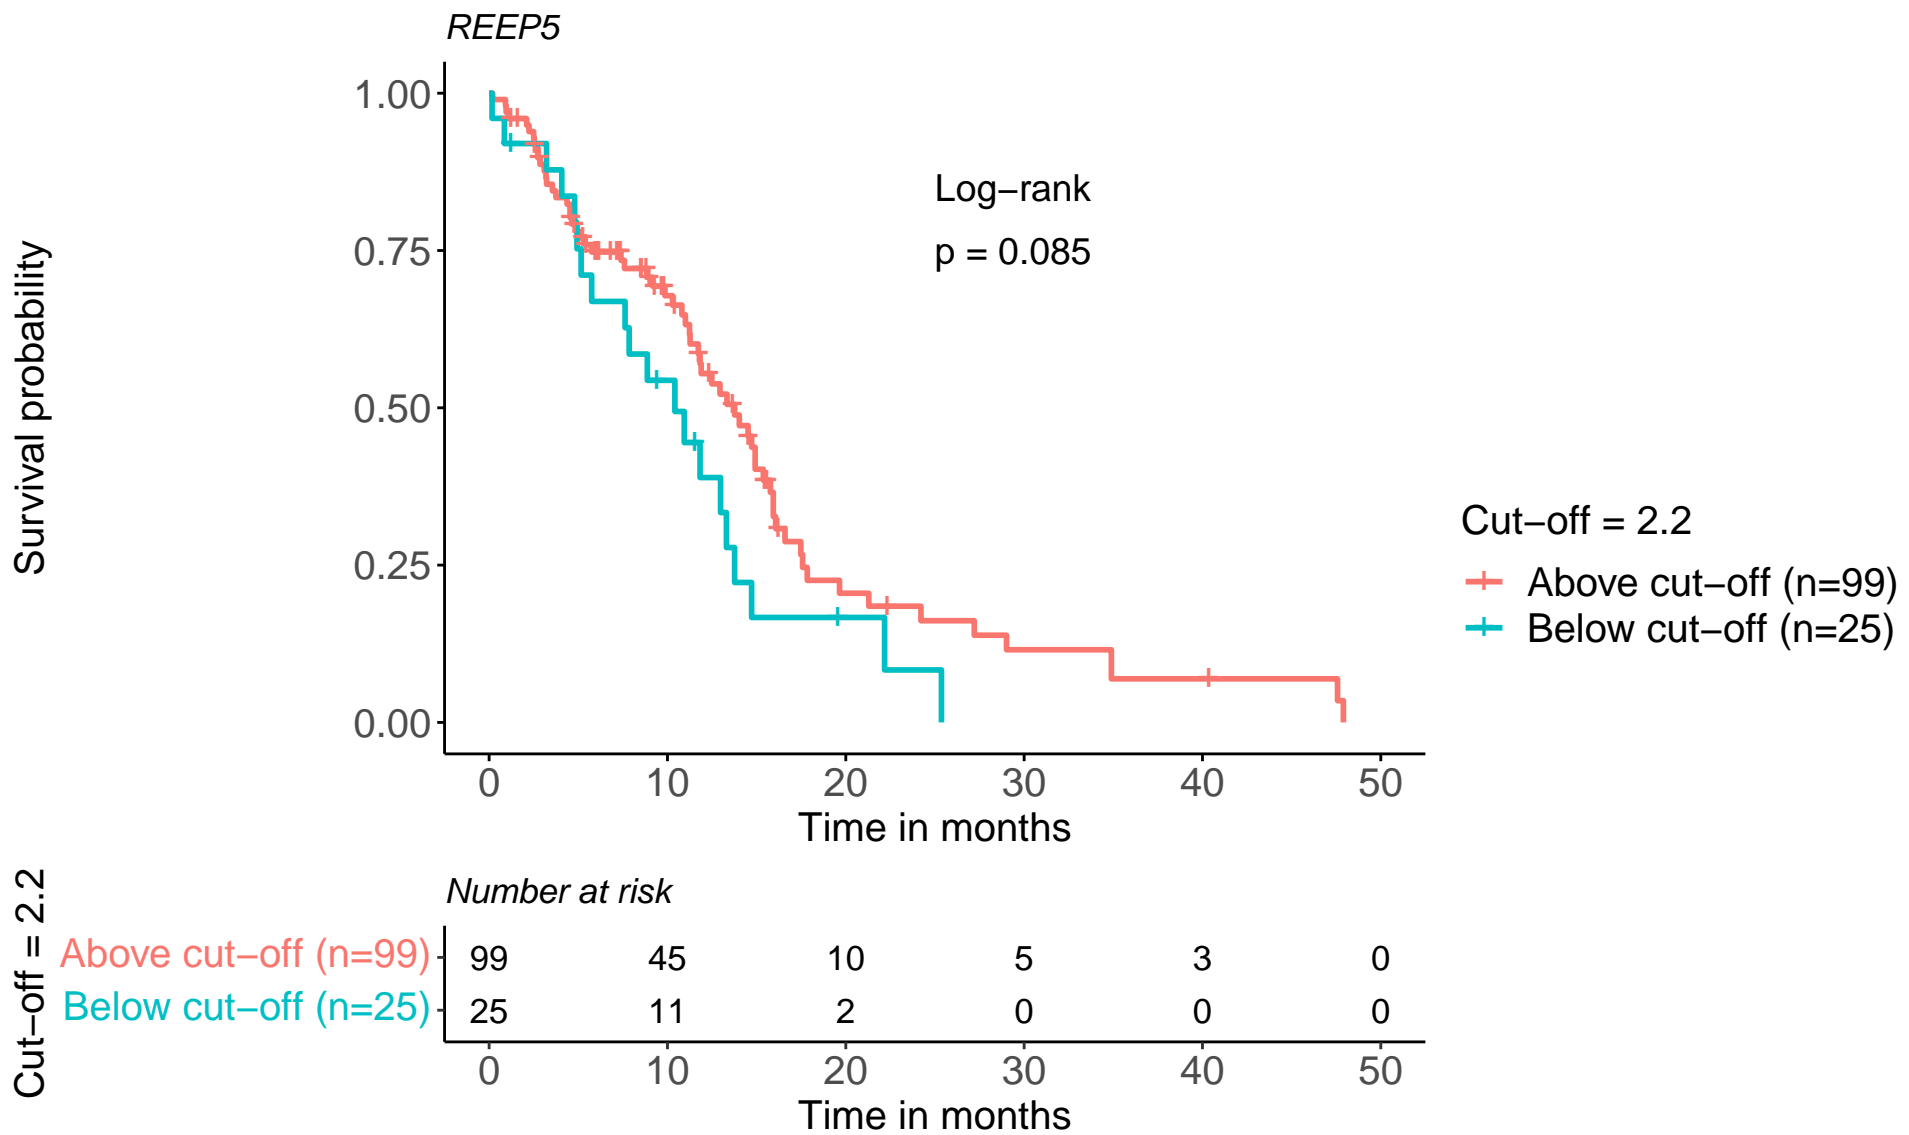 REEP5
Survival probability
1.00
0.75
0.50
0.25
0.00
Log−rank
p = 0.085
0 10 20 30 40 50
Time in months
Cut−off = 2.2
Above cut−off (n=99)
Below cut−off (n=25)
Number at risk
Cut−off = 2.2
Above cut−off (n=99) 99 45 10 5 3 0
Below cut−off (n=25) 25 11 2 0 0 0
0 10 20 30 40 50
Time in months